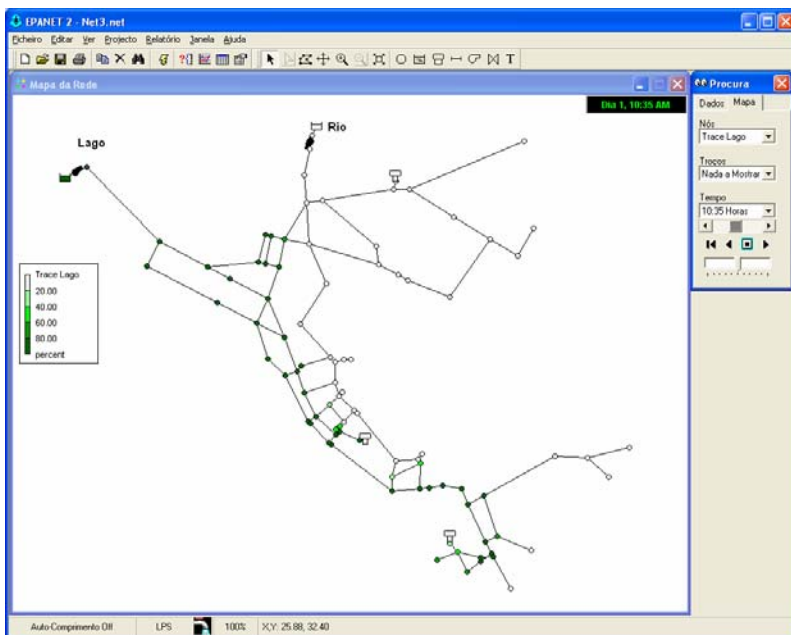 EPANET 2 - Net3.net
Ficheiro Editar Ver Projecto Relatório Janela Ajuda
T
Mapa da Rede
Dia 1, 10:35 AM
Lago
Rio
Trace Lago
20.00
40.00
60.00
80.00
percent
Procura
Dados Mapa
Nós
Trace Lago
Troços
Nada a Mostrar
Tempo
10:35 Horas
Auto-Comprimento Off LPS 100% X,Y: 25.88, 32.40